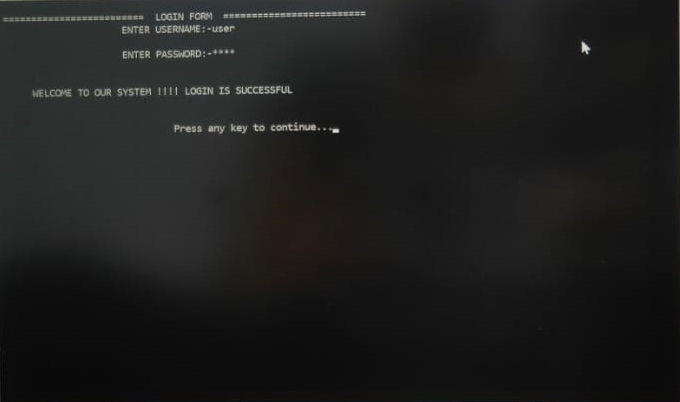 ========================== LOGIN FORM ==========================
ENTER USERNAME:-user
ENTER PASSWORD:-****
WELCOME TO OUR SYSTEM !!!! LOGIN IS SUCCESSFUL
Press any key to continue..._